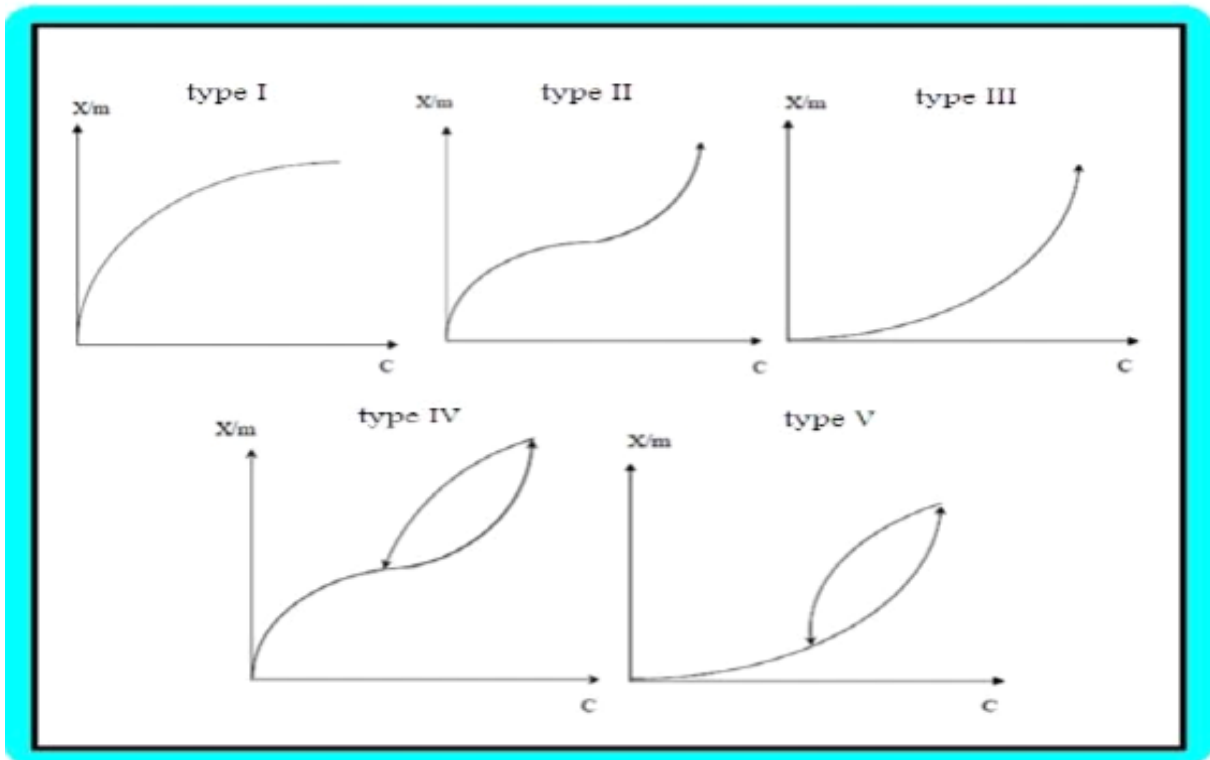 type I
X/m
C
type II
X/m
C
type III
X/m
C
type IV
X/m
C
type V
X/m
C